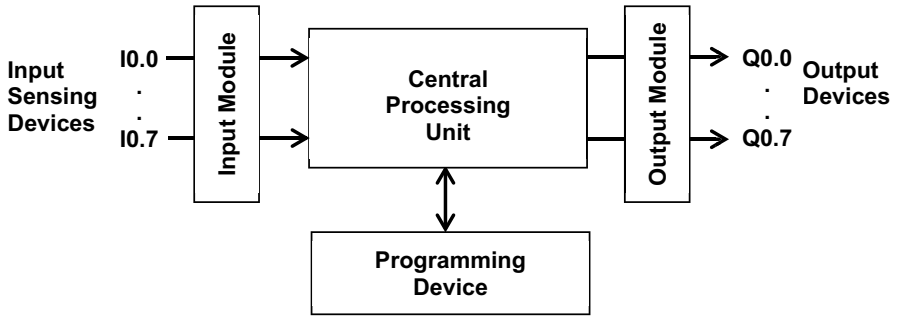 Input
Sensing
Devices
I0.0
.
.
I0.7
Input Module
Central
Processing
Unit
Output Module
Q0.0
.
.
Q0.7
Output
Devices
Programming
Device